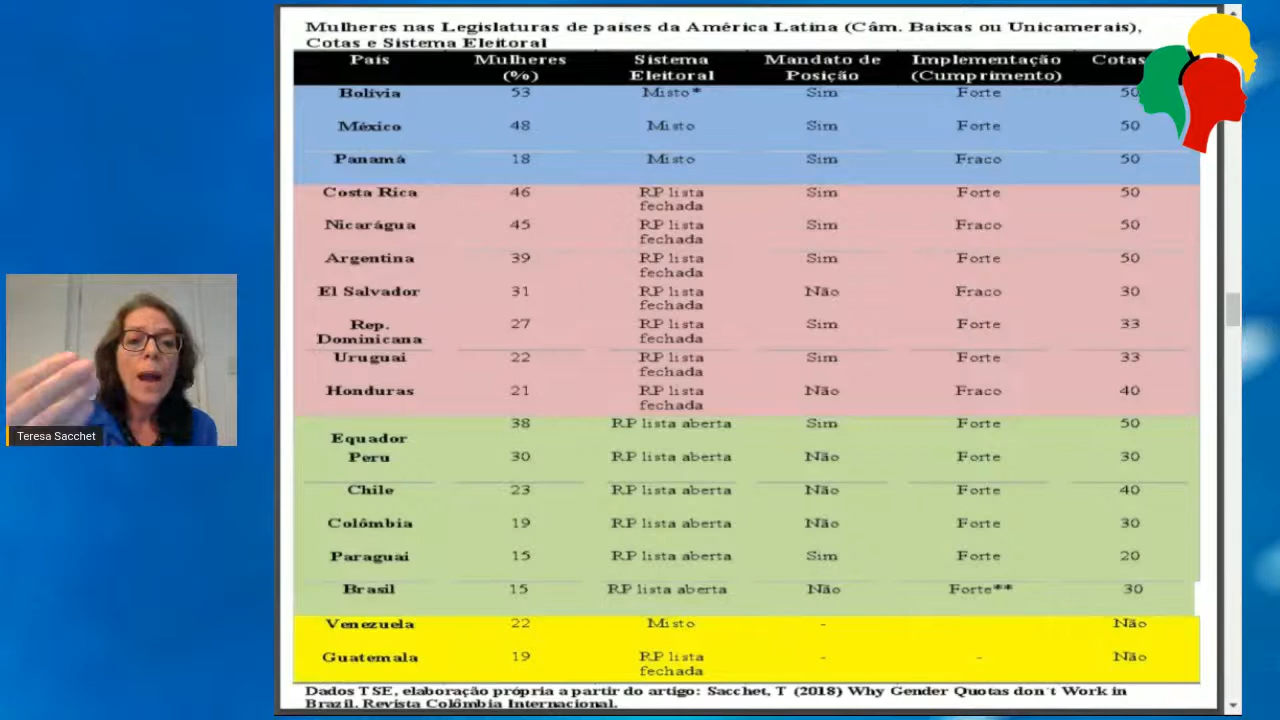 Mulheres nas Legislaturas de países da América Latina (Câm. Baixas ou Unicamerais),
Cotas e Sistema Eleitoral
País Mulheres (%) Sistema Eleitoral Mandato de Posição Implementação (Cumprimento) Cotas
Bolívia 53 Misto* Sim Forte 50
México 48 Misto Sim Forte 50
Panamá 18 Misto Sim Fraco 50
Costa Rica 46 RP lista fechada Sim Forte 50
Nicarágua 45 RP lista fechada Sim Fraco 50
Argentina 39 RP lista fechada Sim Forte 50
El Salvador 31 RP lista fechada Não Fraco 30
Rep. Dominicana 27 RP lista fechada Sim Forte 33
Uruguai 22 RP lista fechada Sim Forte 33
Honduras 21 RP lista fechada Não Fraco 40
Equador 38 RP lista aberta Sim Forte 50
Peru 30 RP lista aberta Não Forte 30
Chile 23 RP lista aberta Não Forte 40
Colômbia 19 RP lista aberta Não Forte 30
Paraguai 15 RP lista aberta Sim Forte 20
Brasil 15 RP lista aberta Não Forte** 30
Venezuela 22 Misto - Não
Guatemala 19 RP lista fechada - - Não
Dados TSE, elaboração própria a partir do artigo: Sacchet, T (2018) Why Gender Quotas don´t Work in
Brazil. Revista Colômbia Internacional.
Teresa Sacchet